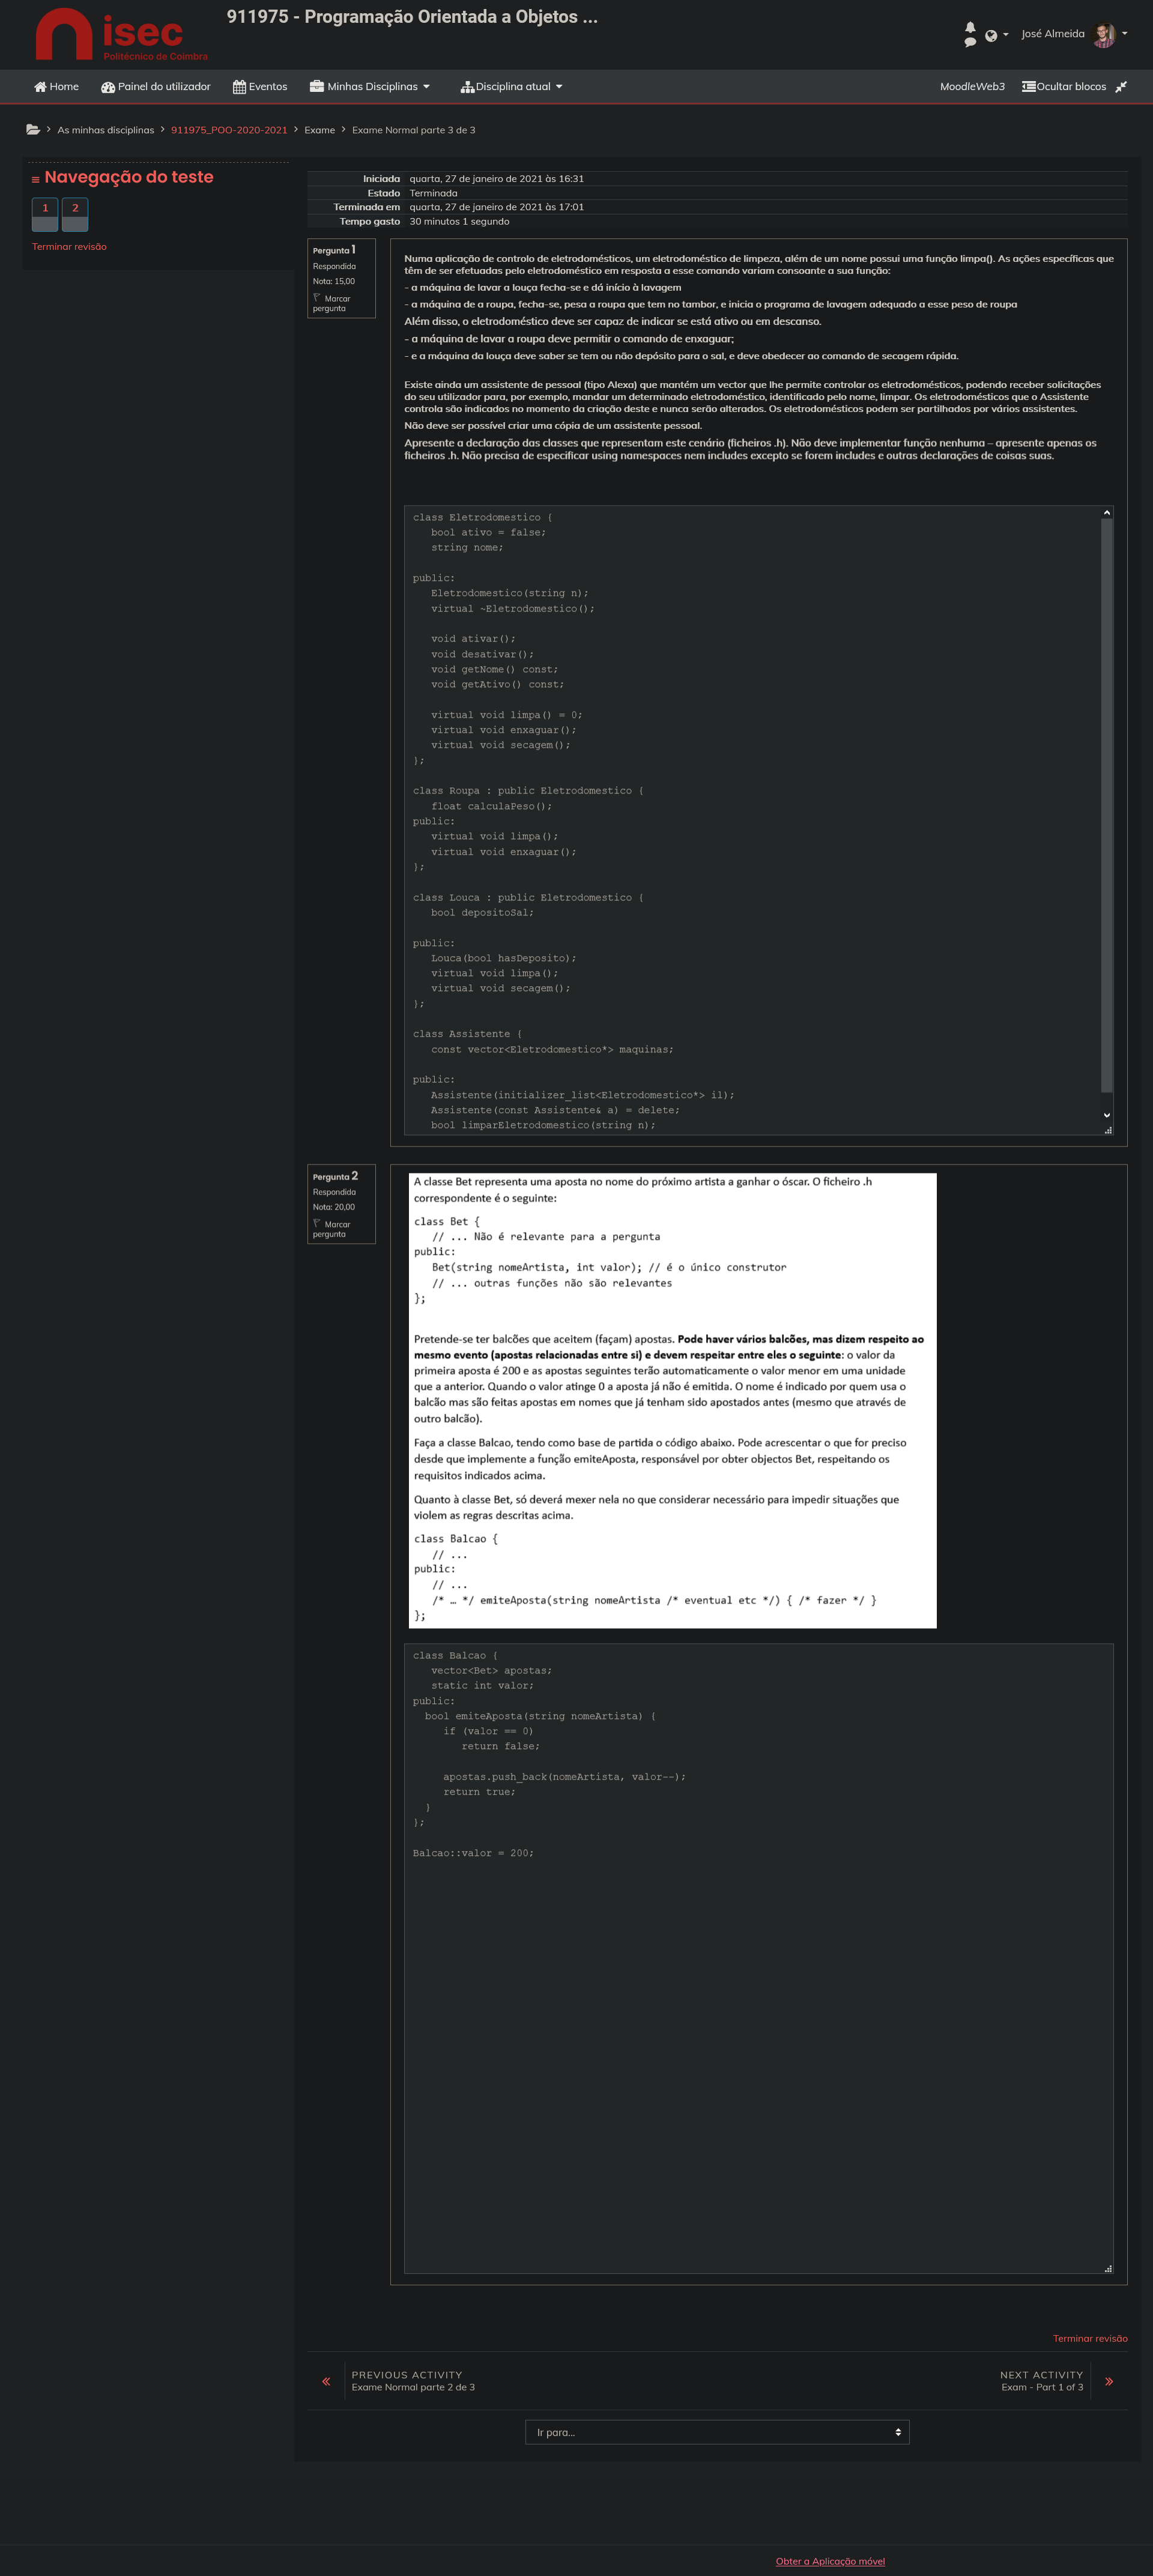 isec
Politécnico de Coimbra
911975 - Programação Orientada a Objetos ...
José Almeida
Home
Painel do utilizador
Eventos
Minhas Disciplinas
Disciplina atual
MoodleWeb3
Ocultar blocos
As minhas disciplinas
911975_POO-2020-2021
Exame
Exame Normal parte 3 de 3
Navegação do teste
1
2
Terminar revisão
Iniciada quarta, 27 de janeiro de 2021 às 16:31
Estado Terminada
Terminada em quarta, 27 de janeiro de 2021 às 17:01
Tempo gasto 30 minutos 1 segundo
Pergunta 1
Respondida
Nota: 15,00
Marcar
pergunta
Numa aplicação de controlo de eletrodomésticos, um eletrodoméstico de limpeza, além de um nome possui uma função limpa(). As ações específicas que
têm de ser efetuadas pelo eletrodoméstico em resposta a esse comando variam consoante a sua função:
- a máquina de lavar a louça fecha-se e dá início à lavagem
- a máquina de a roupa, fecha-se, pesa a roupa que tem no tambor, e inicia o programa de lavagem adequado a esse peso de roupa
Além disso, o eletrodoméstico deve ser capaz de indicar se está ativo ou em descanso.
- a máquina de lavar a roupa deve permitir o comando de enxaguar;
- e a máquina da louça deve saber se tem ou não depósito para o sal, e deve obedecer ao comando de secagem rápida.
Existe ainda um assistente de pessoal (tipo Alexa) que mantém um vector que lhe permite controlar os eletrodomésticos, podendo receber solicitações
do seu utilizador para, por exemplo, mandar um determinado eletrodoméstico, identificado pelo nome, limpar. Os eletrodomésticos que o Assistente
controla são indicados no momento da criação deste e nunca serão alterados. Os eletrodomésticos podem ser partilhados por vários assistentes.
Não deve ser possível criar uma cópia de um assistente pessoal.
Apresente a declaração das classes que representam este cenário (ficheiros .h). Não deve implementar função nenhuma – apresente apenas os
ficheiros .h. Não precisa de especificar using namespaces nem includes excepto se forem includes e outras declarações de coisas suas.
class Eletrodomestico {
bool ativo = false;
string nome;
public:
Eletrodomestico(string n);
virtual ~Eletrodomestico();
void ativar();
void desativar();
void getNome() const;
void getAtivo() const;
virtual void limpa() = 0;
virtual void enxaguar();
virtual void secagem();
};
class Roupa : public Eletrodomestico {
float calculaPeso();
public:
virtual void limpa();
virtual void enxaguar();
};
class Louca : public Eletrodomestico {
bool depositoSal;
public:
Louca(bool hasDeposito);
virtual void limpa();
virtual void secagem();
};
class Assistente {
const vector<Eletrodomestico*> maquinas;
public:
Assistente(initializer_list<Eletrodomestico*> il);
Assistente(const Assistente& a) = delete;
bool limparEletrodomestico(string n);
Pergunta 2
Respondida
Nota: 20,00
Marcar
pergunta
A classe Bet representa uma aposta no nome do próximo artista a ganhar o óscar. O ficheiro .h
correspondente é o seguinte:
class Bet {
// ... Não é relevante para a pergunta
public:
Bet(string nomeArtista, int valor); // é o único construtor
// ... outras funções não são relevantes
};
Pretende-se ter balcões que aceitem (façam) apostas. Pode haver vários balcões, mas dizem respeito ao
mesmo evento (apostas relacionadas entre si) e devem respeitar entre eles o seguinte: o valor da
primeira aposta é 200 e as apostas seguintes terão automaticamente o valor menor em uma unidade
que a anterior. Quando o valor atinge 0 a aposta já não é emitida. O nome é indicado por quem usa o
balcão mas são feitas apostas em nomes que já tenham sido apostados antes (mesmo que através de
outro balcão).
Faça a classe Balcao, tendo como base de partida o código abaixo. Pode acrescentar o que for preciso
desde que implemente a função emiteAposta, responsável por obter objectos Bet, respeitando os
requisitos indicados acima.
Quanto à classe Bet, só deverá mexer nela no que considerar necessário para impedir situações que
violem as regras descritas acima.
class Balcao {
// ...
public:
// ...
/* … */ emiteAposta(string nomeArtista /* eventual etc */) { /* fazer */ }
};
class Balcao {
vector<Bet> apostas;
static int valor;
public:
bool emiteAposta(string nomeArtista) {
if (valor == 0)
return false;
apostas.push_back(nomeArtista, valor--);
return true;
}
};
Balcao::valor = 200;
Terminar revisão
PREVIOUS ACTIVITY
Exame Normal parte 2 de 3
NEXT ACTIVITY
Exam - Part 1 of 3
Ir para...
Obter a Aplicação móvel